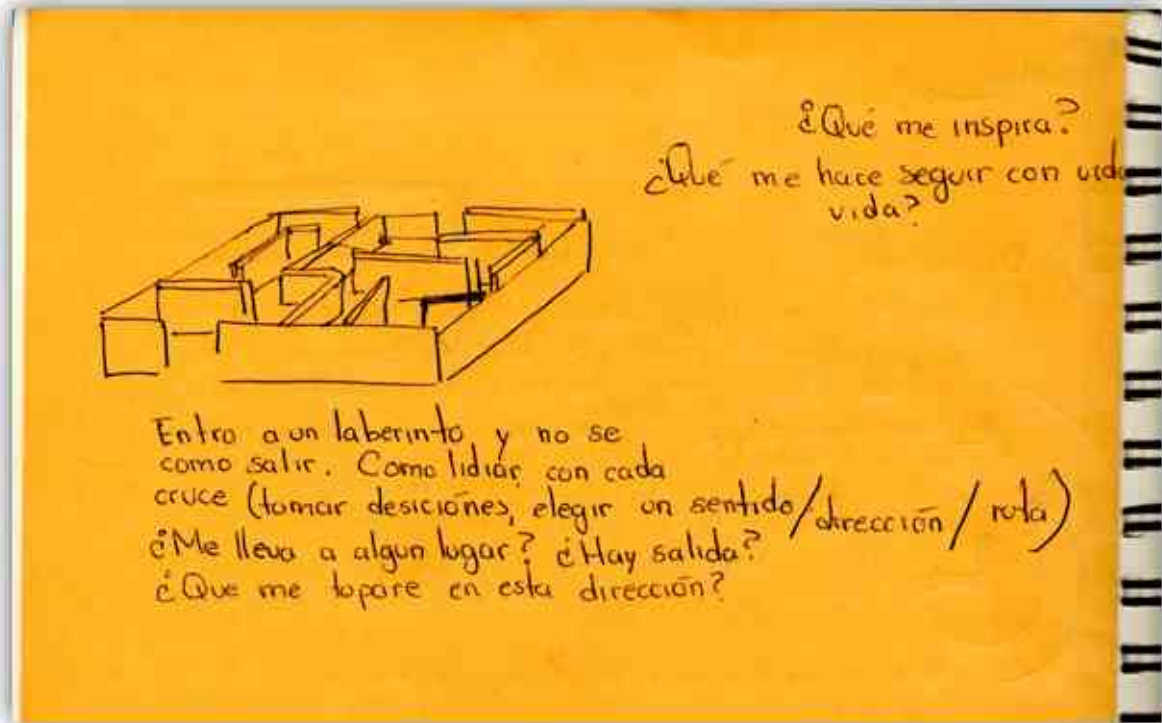 ¿Qué me inspira?
¿Qué me hace seguir con vida
vida?
Entro a un laberinto, y no se
como salir. Como lidiar con cada
cruce (tomar desiciones, elegir un sentido/dirección/ruta)
¿Me lleva a algun lugar? ¿Hay salida?
¿Que me topare en esta dirección?